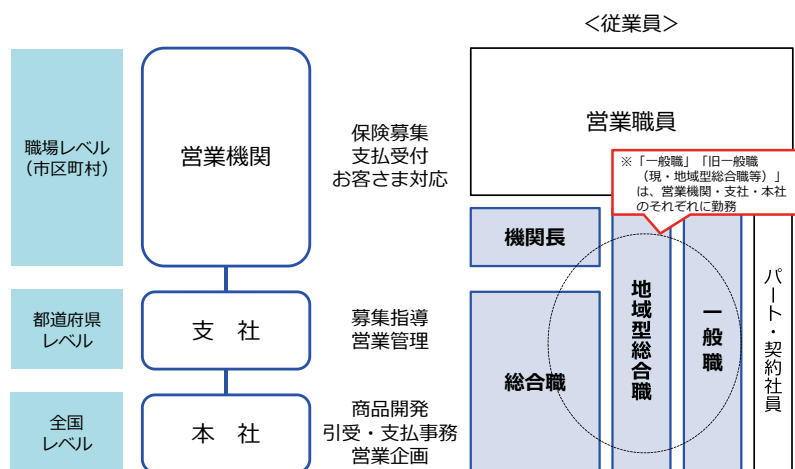 <従業員>
職場レベル
(市区町村)
営業機関
保険募集
支払受付
お客さま対応
営業職員
※「一般職」「旧一般職
(現・地域型総合職等)」
は、営業機関・支社・本社
のそれぞれに勤務
機関長
都道府県
レベル
支 社
募集指導
営業管理
総合職
地域型総合職
一般職
パート・契約社員
全国
レベル
本 社
商品開発
引受・支払事務
営業企画